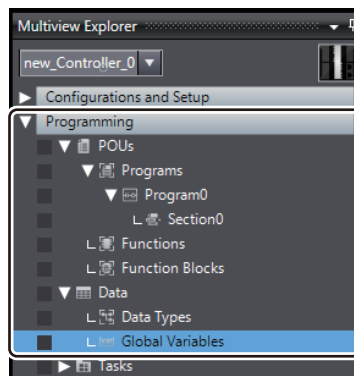 Multiview Explorer
new_Controller_0
Configurations and Setup
Programming
POUs
Programs
Program0
Section0
Functions
Function Blocks
Data
Data Types
Global Variables
Tasks